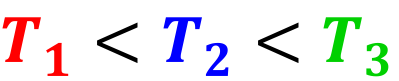 T₁ < T₂ < T₃